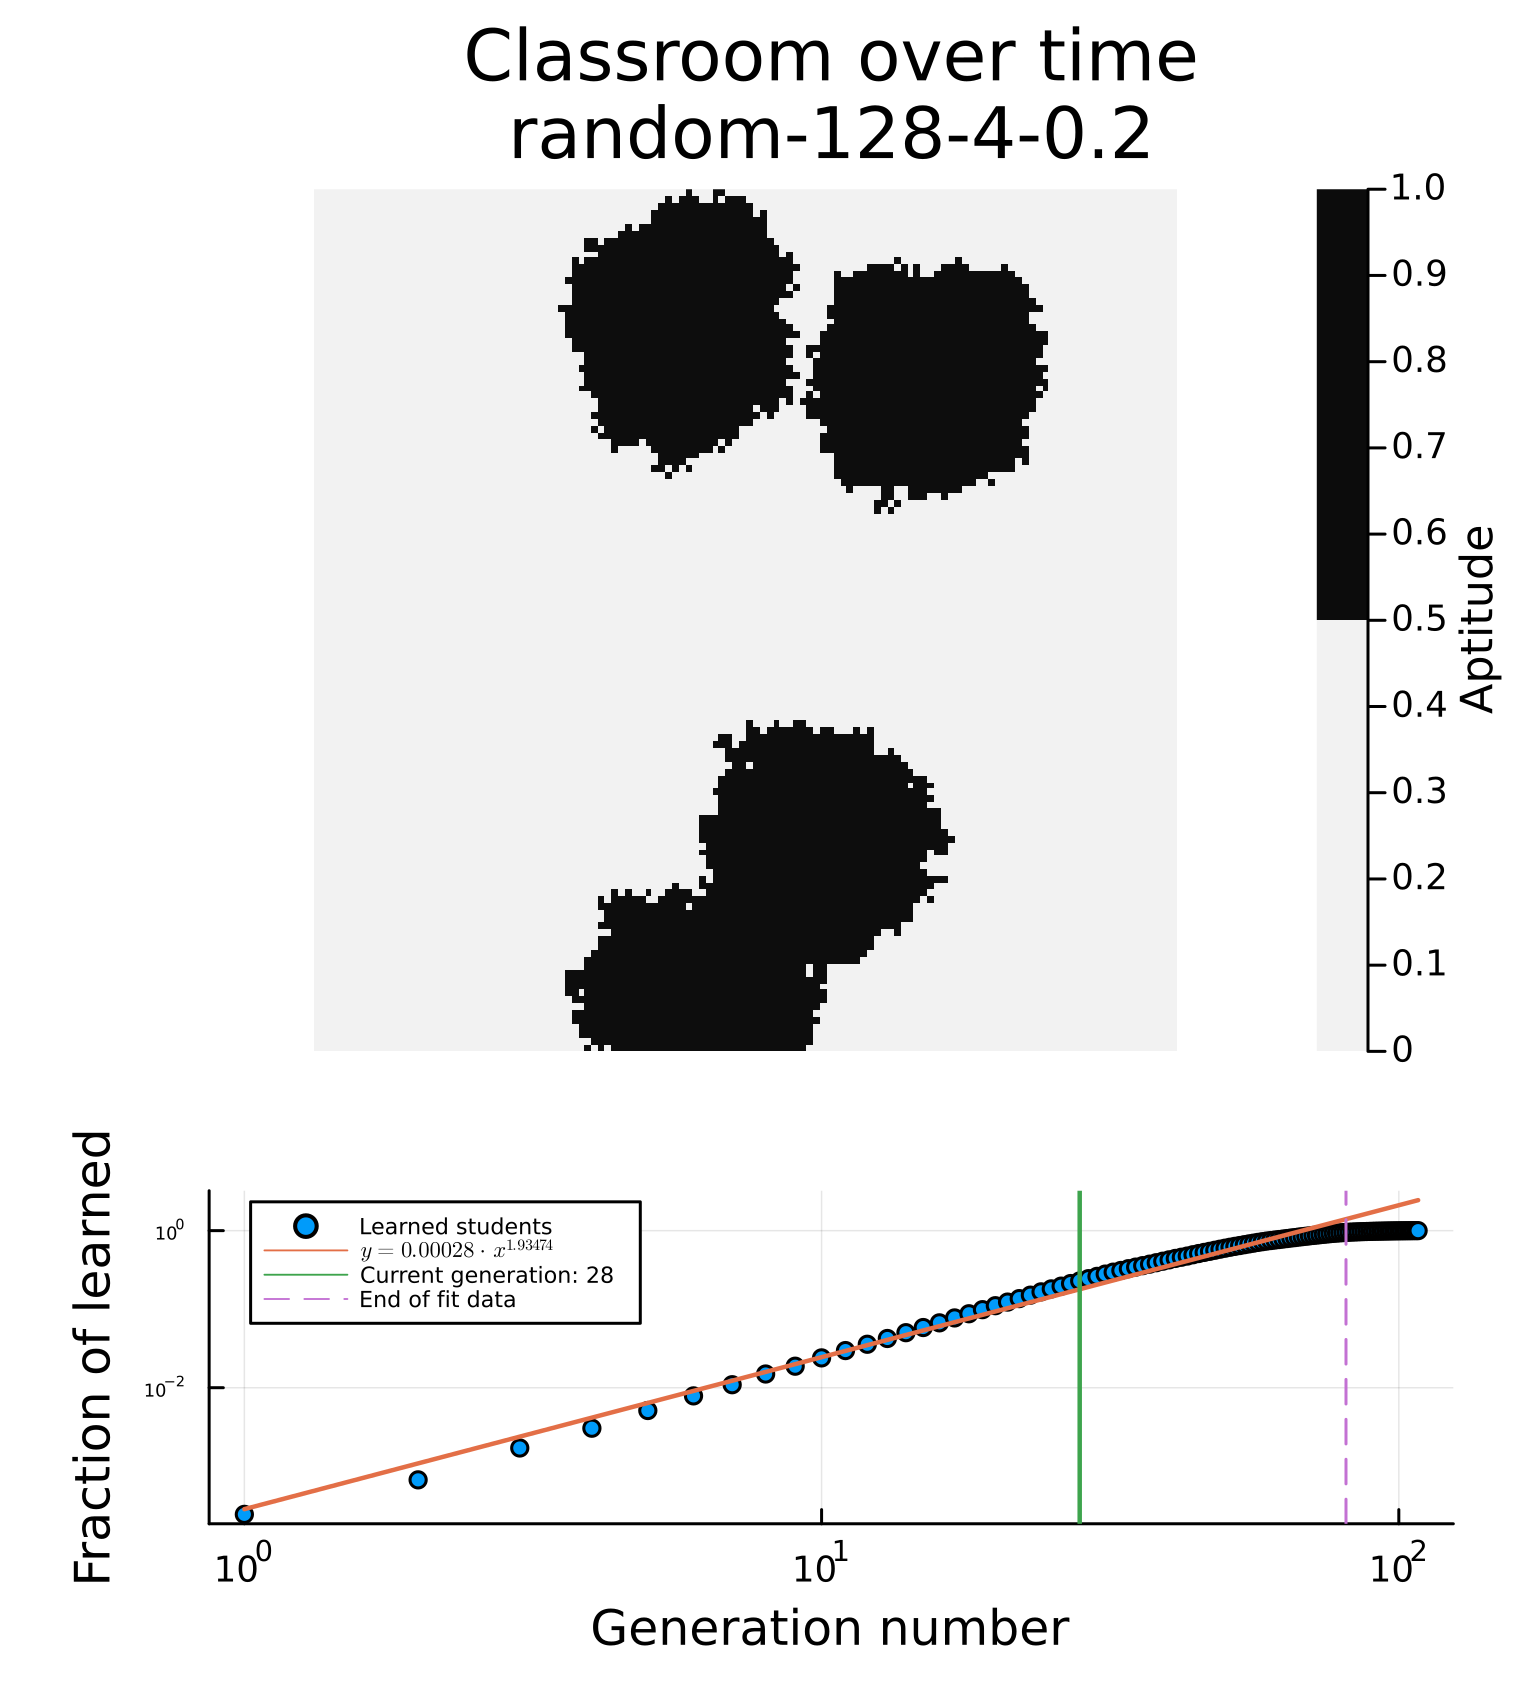 Classroom over time
random-128-4-0.2
1.0
0.9
0.8
0.7
0.6
0.5
0.4
0.3
0.2
0.1
0
Aptitude
Fraction of learned
10⁰
10⁻²
Learned students
y = 0.00028 · x^1.93474
Current generation: 28
End of fit data
10⁰
10¹
10²
Generation number